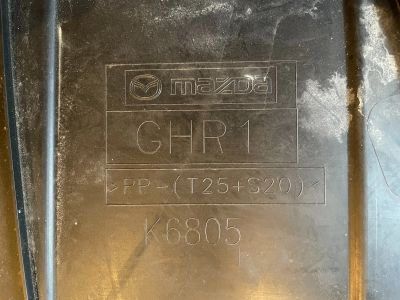 mazda
GHR1
>PP-(T25+S20)<
K6805